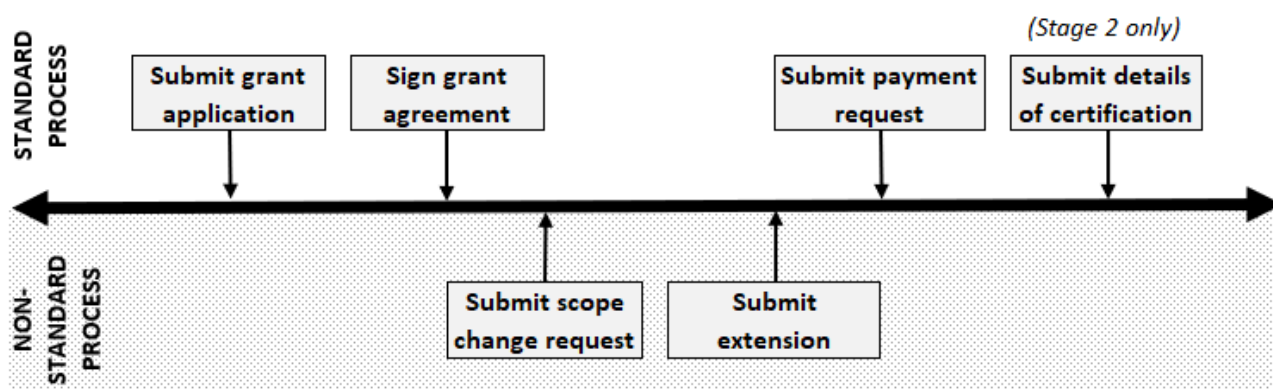 (Stage 2 only)
STANDARD
PROCESS
Submit grant
application
Sign grant
agreement
Submit payment
request
Submit details
of certification
NON-
STANDARD
PROCESS
Submit scope
change request
Submit
extension